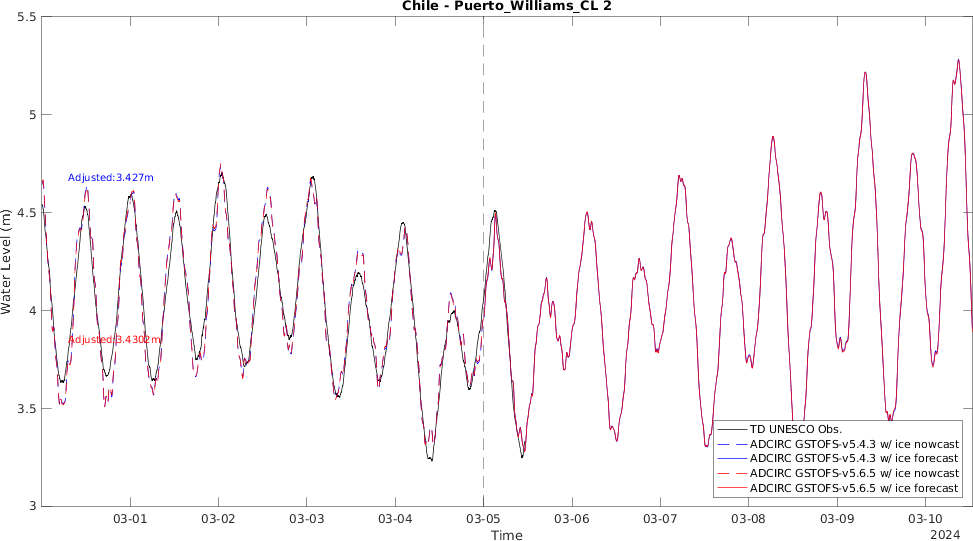 Chile - Puerto_Williams_CL 2
5.5
5
4.5
4
3.5
3
Water Level (m)
Adjusted:3.427m
Adjusted:3.4302m
TD UNESCO Obs.
ADCIRC GSTOFS-v5.4.3 w/ ice nowcast
ADCIRC GSTOFS-v5.4.3 w/ ice forecast
ADCIRC GSTOFS-v5.6.5 w/ ice nowcast
ADCIRC GSTOFS-v5.6.5 w/ ice forecast
03-01 03-02 03-03 03-04 03-05 03-06 03-07 03-08 03-09 03-10
Time
2024